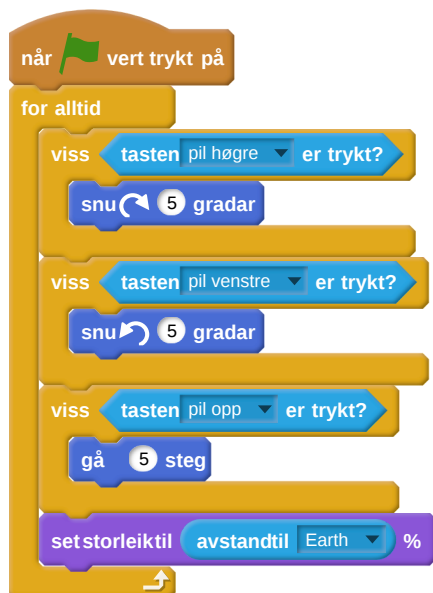 når vert trykt på
for alltid
viss tasten pil høgre er trykt?
snu 5 gradar
viss tasten pil venstre er trykt?
snu 5 gradar
viss tasten pil opp er trykt?
gå 5 steg
set storleik til avstand til Earth %